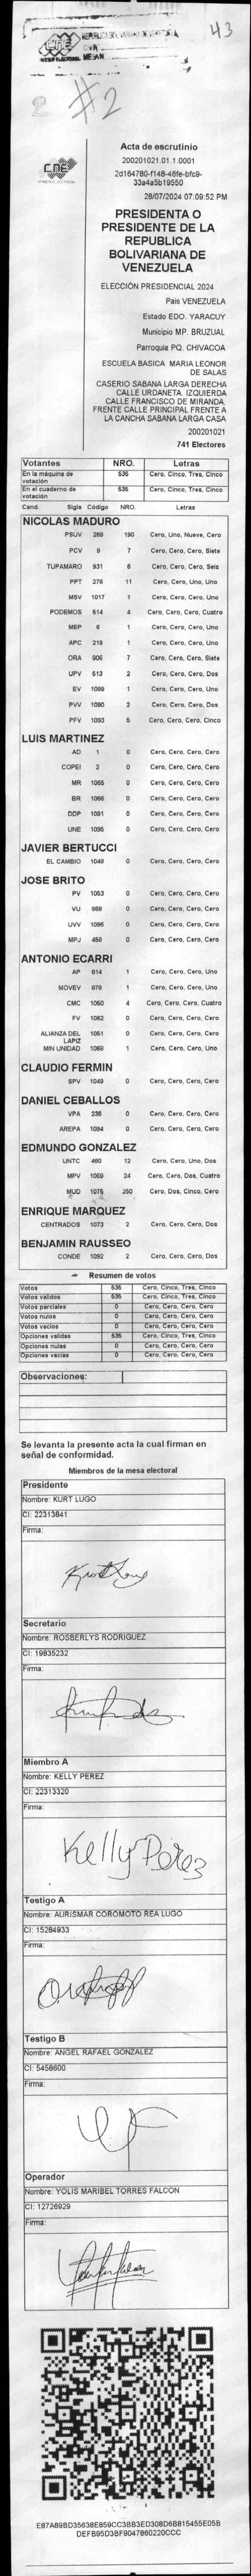 43
CNE
#2
CNE
Acta de escrutinio
200201021.01.1.0001
2d164780-f148-46fe-bfc9-
33a4a5b19550
28/07/2024 07:09:52 PM
PRESIDENTA O
PRESIDENTE DE LA
REPUBLICA
BOLIVARIANA DE
VENEZUELA
ELECCIÓN PRESIDENCIAL 2024
Pais VENEZUELA
Estado EDO. YARACUY
Municipio MP. BRUZUAL
Parroquia PQ. CHIVACOA
ESCUELA BASICA MARIA LEONOR
DE SALAS
CASERIO SABANA LARGA DERECHA
CALLE URDANETA. IZQUIERDA
CALLE FRANCISCO DE MIRANDA.
FRENTE CALLE PRINCIPAL FRENTE A
LA CANCHA SABANA LARGA CASA
200201021
741 Electores
Votantes NRO. Letras
En la máquina de votación 535 Cero, Cinco, Tres, Cinco
En el cuaderno de votación 535 Cero, Cinco, Tres, Cinco
Cand. Sigla Código NRO. Letras
NICOLAS MADURO
PSUV 269 190 Cero, Uno, Nueve, Cero
PCV 9 7 Cero, Cero, Cero, Siete
TUPAMARO 931 6 Cero, Cero, Cero, Seis
PPT 276 11 Cero, Cero, Uno, Uno
MSV 1017 1 Cero, Cero, Cero, Uno
PODEMOS 514 4 Cero, Cero, Cero, Cuatro
MEP 6 1 Cero, Cero, Cero, Uno
APC 219 1 Cero, Cero, Cero, Uno
ORA 906 7 Cero, Cero, Cero, Siete
UPV 513 2 Cero, Cero, Cero, Dos
EV 1089 1 Cero, Cero, Cero, Uno
PVV 1090 2 Cero, Cero, Cero, Dos
PFV 1093 5 Cero, Cero, Cero, Cinco
LUIS MARTINEZ
AD 1 0 Cero, Cero, Cero, Cero
COPEI 2 0 Cero, Cero, Cero, Cero
MR 1065 0 Cero, Cero, Cero, Cero
BR 1066 0 Cero, Cero, Cero, Cero
DDP 1091 0 Cero, Cero, Cero, Cero
UNE 1095 0 Cero, Cero, Cero, Cero
JAVIER BERTUCCI
EL CAMBIO 1048 0 Cero, Cero, Cero, Cero
JOSE BRITO
PV 1053 0 Cero, Cero, Cero, Cero
VU 868 0 Cero, Cero, Cero, Cero
UVV 1096 0 Cero, Cero, Cero, Cero
MPJ 456 0 Cero, Cero, Cero, Cero
ANTONIO ECARRI
AP 814 1 Cero, Cero, Cero, Uno
MOVEV 878 1 Cero, Cero, Cero, Uno
CMC 1050 4 Cero, Cero, Cero, Cuatro
FV 1062 0 Cero, Cero, Cero, Cero
ALIANZA DEL LAPIZ 1051 0 Cero, Cero, Cero, Cero
MIN UNIDAD 1069 1 Cero, Cero, Cero, Uno
CLAUDIO FERMIN
SPV 1049 0 Cero, Cero, Cero, Cero
DANIEL CEBALLOS
VPA 236 0 Cero, Cero, Cero, Cero
AREPA 1094 0 Cero, Cero, Cero, Cero
EDMUNDO GONZALEZ
UNTC 460 12 Cero, Cero, Uno, Dos
MPV 1069 24 Cero, Cero, Dos, Cuatro
MUD 1075 250 Cero, Dos, Cinco, Cero
ENRIQUE MARQUEZ
CENTRADOS 1073 2 Cero, Cero, Cero, Dos
BENJAMIN RAUSSEO
CONDE 1092 2 Cero, Cero, Cero, Dos
Resumen de votos
Votos 535 Cero, Cinco, Tres, Cinco
Votos validos 535 Cero, Cinco, Tres, Cinco
Votos parciales 0 Cero, Cero, Cero, Cero
Votos nulos 0 Cero, Cero, Cero, Cero
Votos vacios 0 Cero, Cero, Cero, Cero
Opciones validas 535 Cero, Cinco, Tres, Cinco
Opciones nulas 0 Cero, Cero, Cero, Cero
Opciones vacias 0 Cero, Cero, Cero, Cero
Observaciones:
Se levanta la presente acta la cual firman en
señal de conformidad.
Miembros de la mesa electoral
Presidente
Nombre: KURT LUGO
CI: 22313841
Firma:
Kurt Lugo
Secretario
Nombre: ROSBERLYS RODRIGUEZ
CI: 19835232
Firma:
Miembro A
Nombre: KELLY PEREZ
CI: 22313320
Firma:
Kelly Perez
Testigo A
Nombre: AURISMAR COROMOTO REA LUGO
CI: 15284933
Firma:
Testigo B
Nombre: ANGEL RAFAEL GONZALEZ
CI: 5458600
Firma:
Operador
Nombre: YOLIS MARIBEL TORRES FALCON
CI: 12726929
Firma:
E87A89BD35638E859CC3BB3ED308D6B815455E05B
DEFB95D3BF9047860220CCC